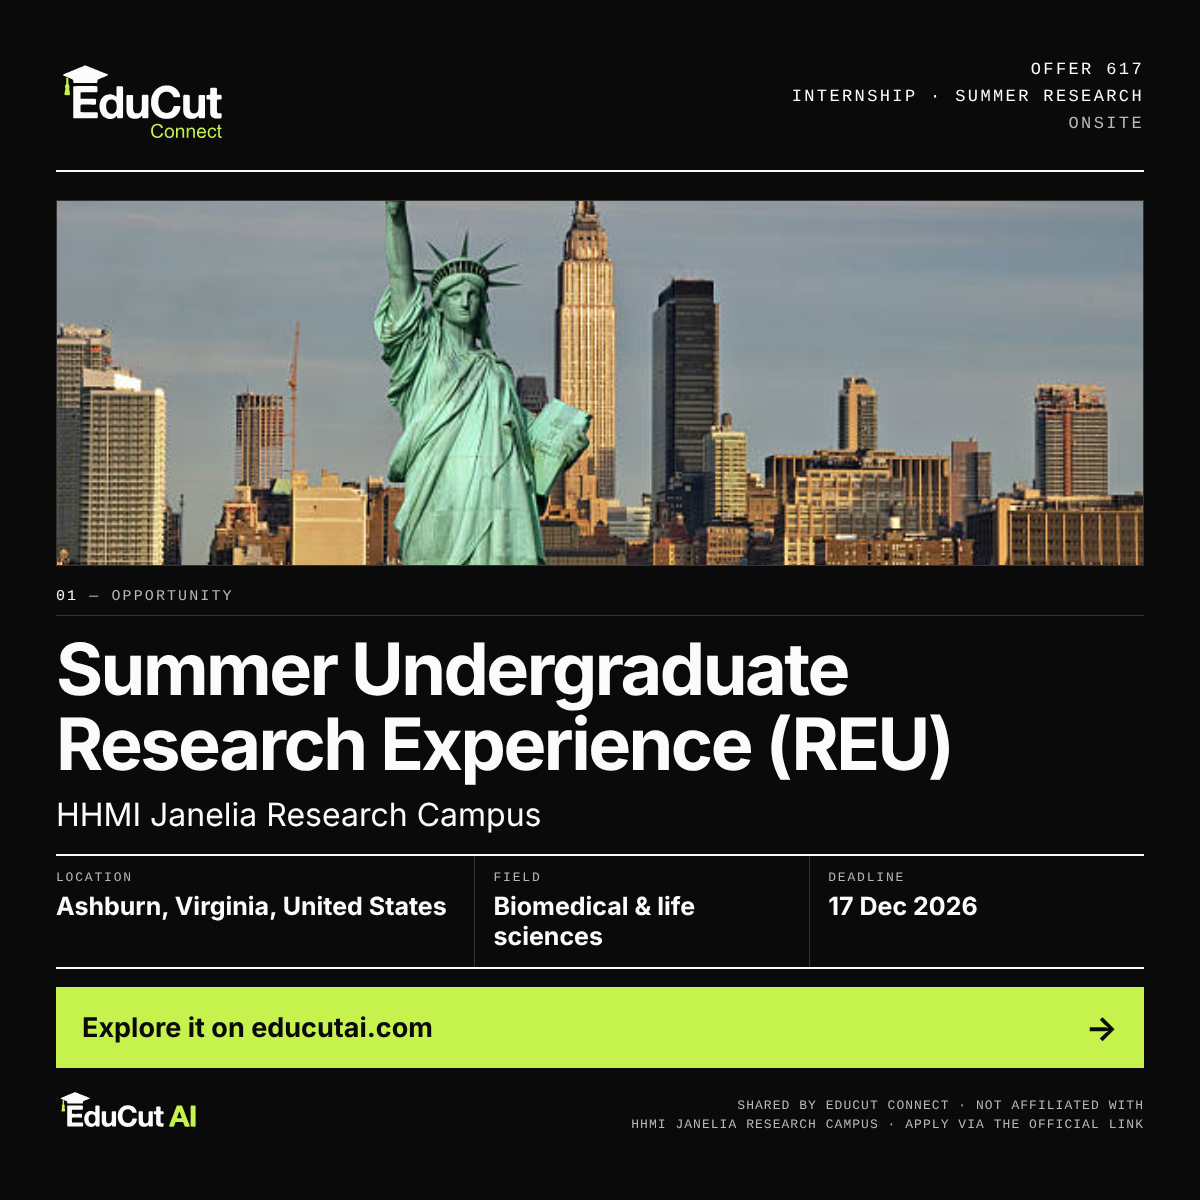 EduCut
Connect
OFFER 617
INTERNSHIP · SUMMER RESEARCH
ONSITE
01 — OPPORTUNITY
Summer Undergraduate
Research Experience (REU)
HHMI Janelia Research Campus
LOCATION
Ashburn, Virginia, United States
FIELD
Biomedical & life
sciences
DEADLINE
17 Dec 2026
Explore it on educutai.com →
EduCut AI
SHARED BY EDUCUT CONNECT · NOT AFFILIATED WITH
HHMI JANELIA RESEARCH CAMPUS · APPLY VIA THE OFFICIAL LINK